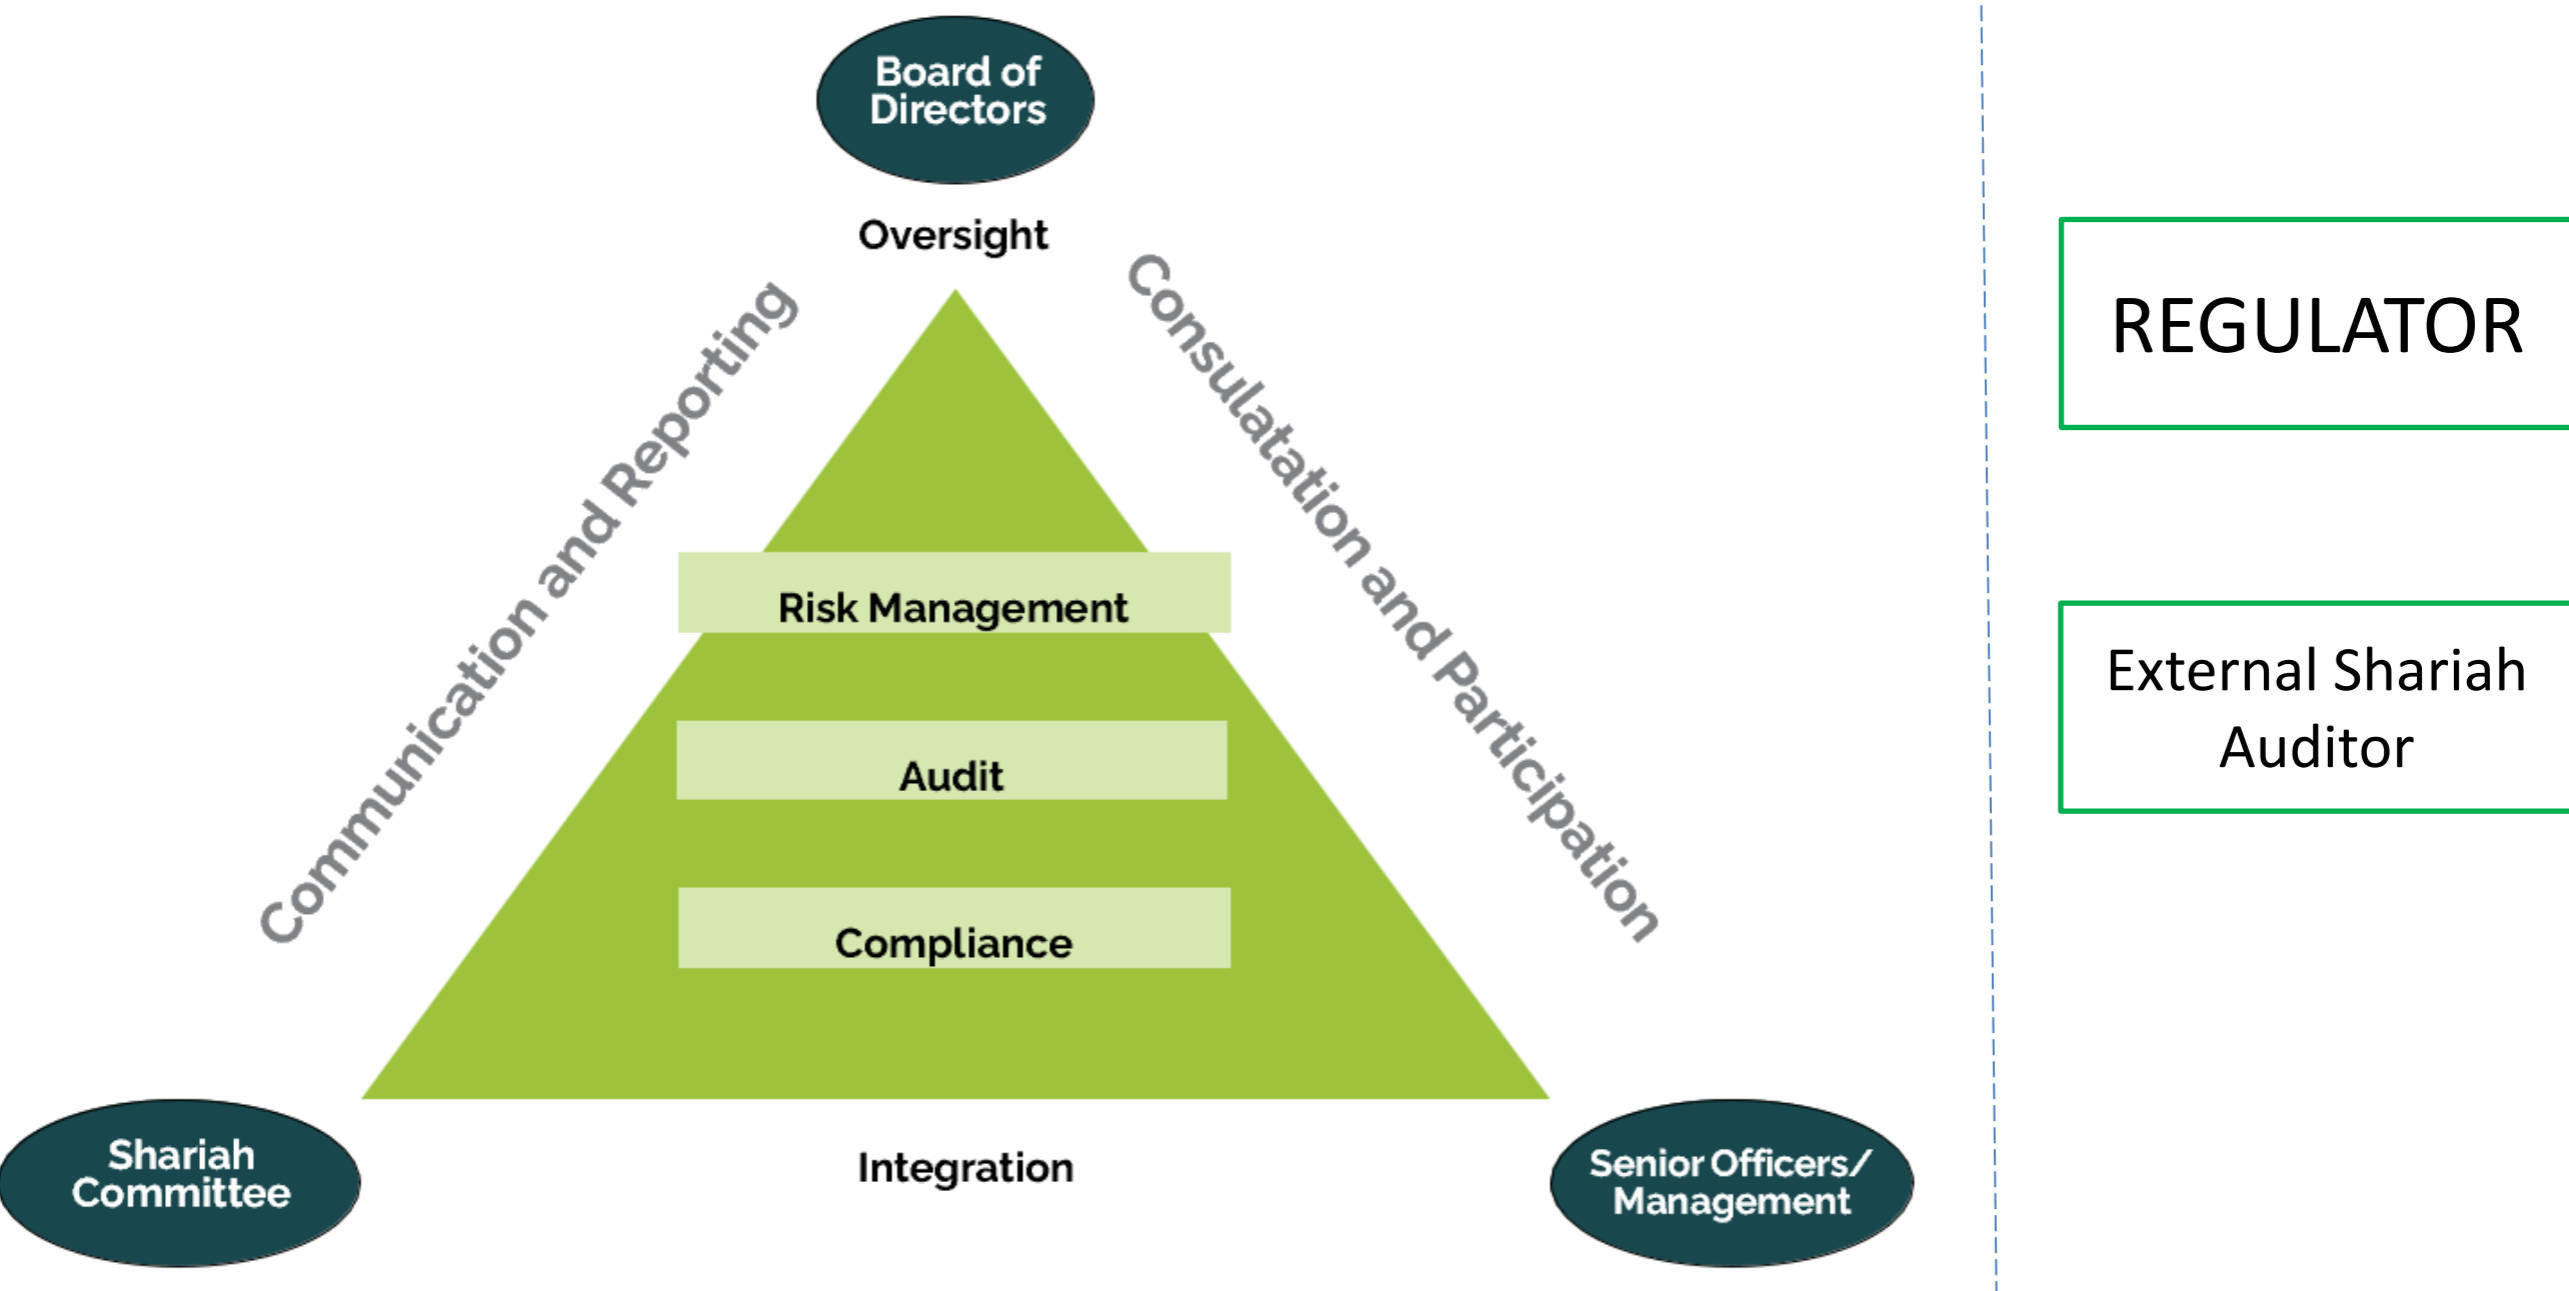 Board of
Directors
Oversight
Communication and Reporting
Consulatation and Participation
REGULATOR
Risk Management
External Shariah
Auditor
Audit
Compliance
Shariah
Committee
Integration
Senior Officers/
Management